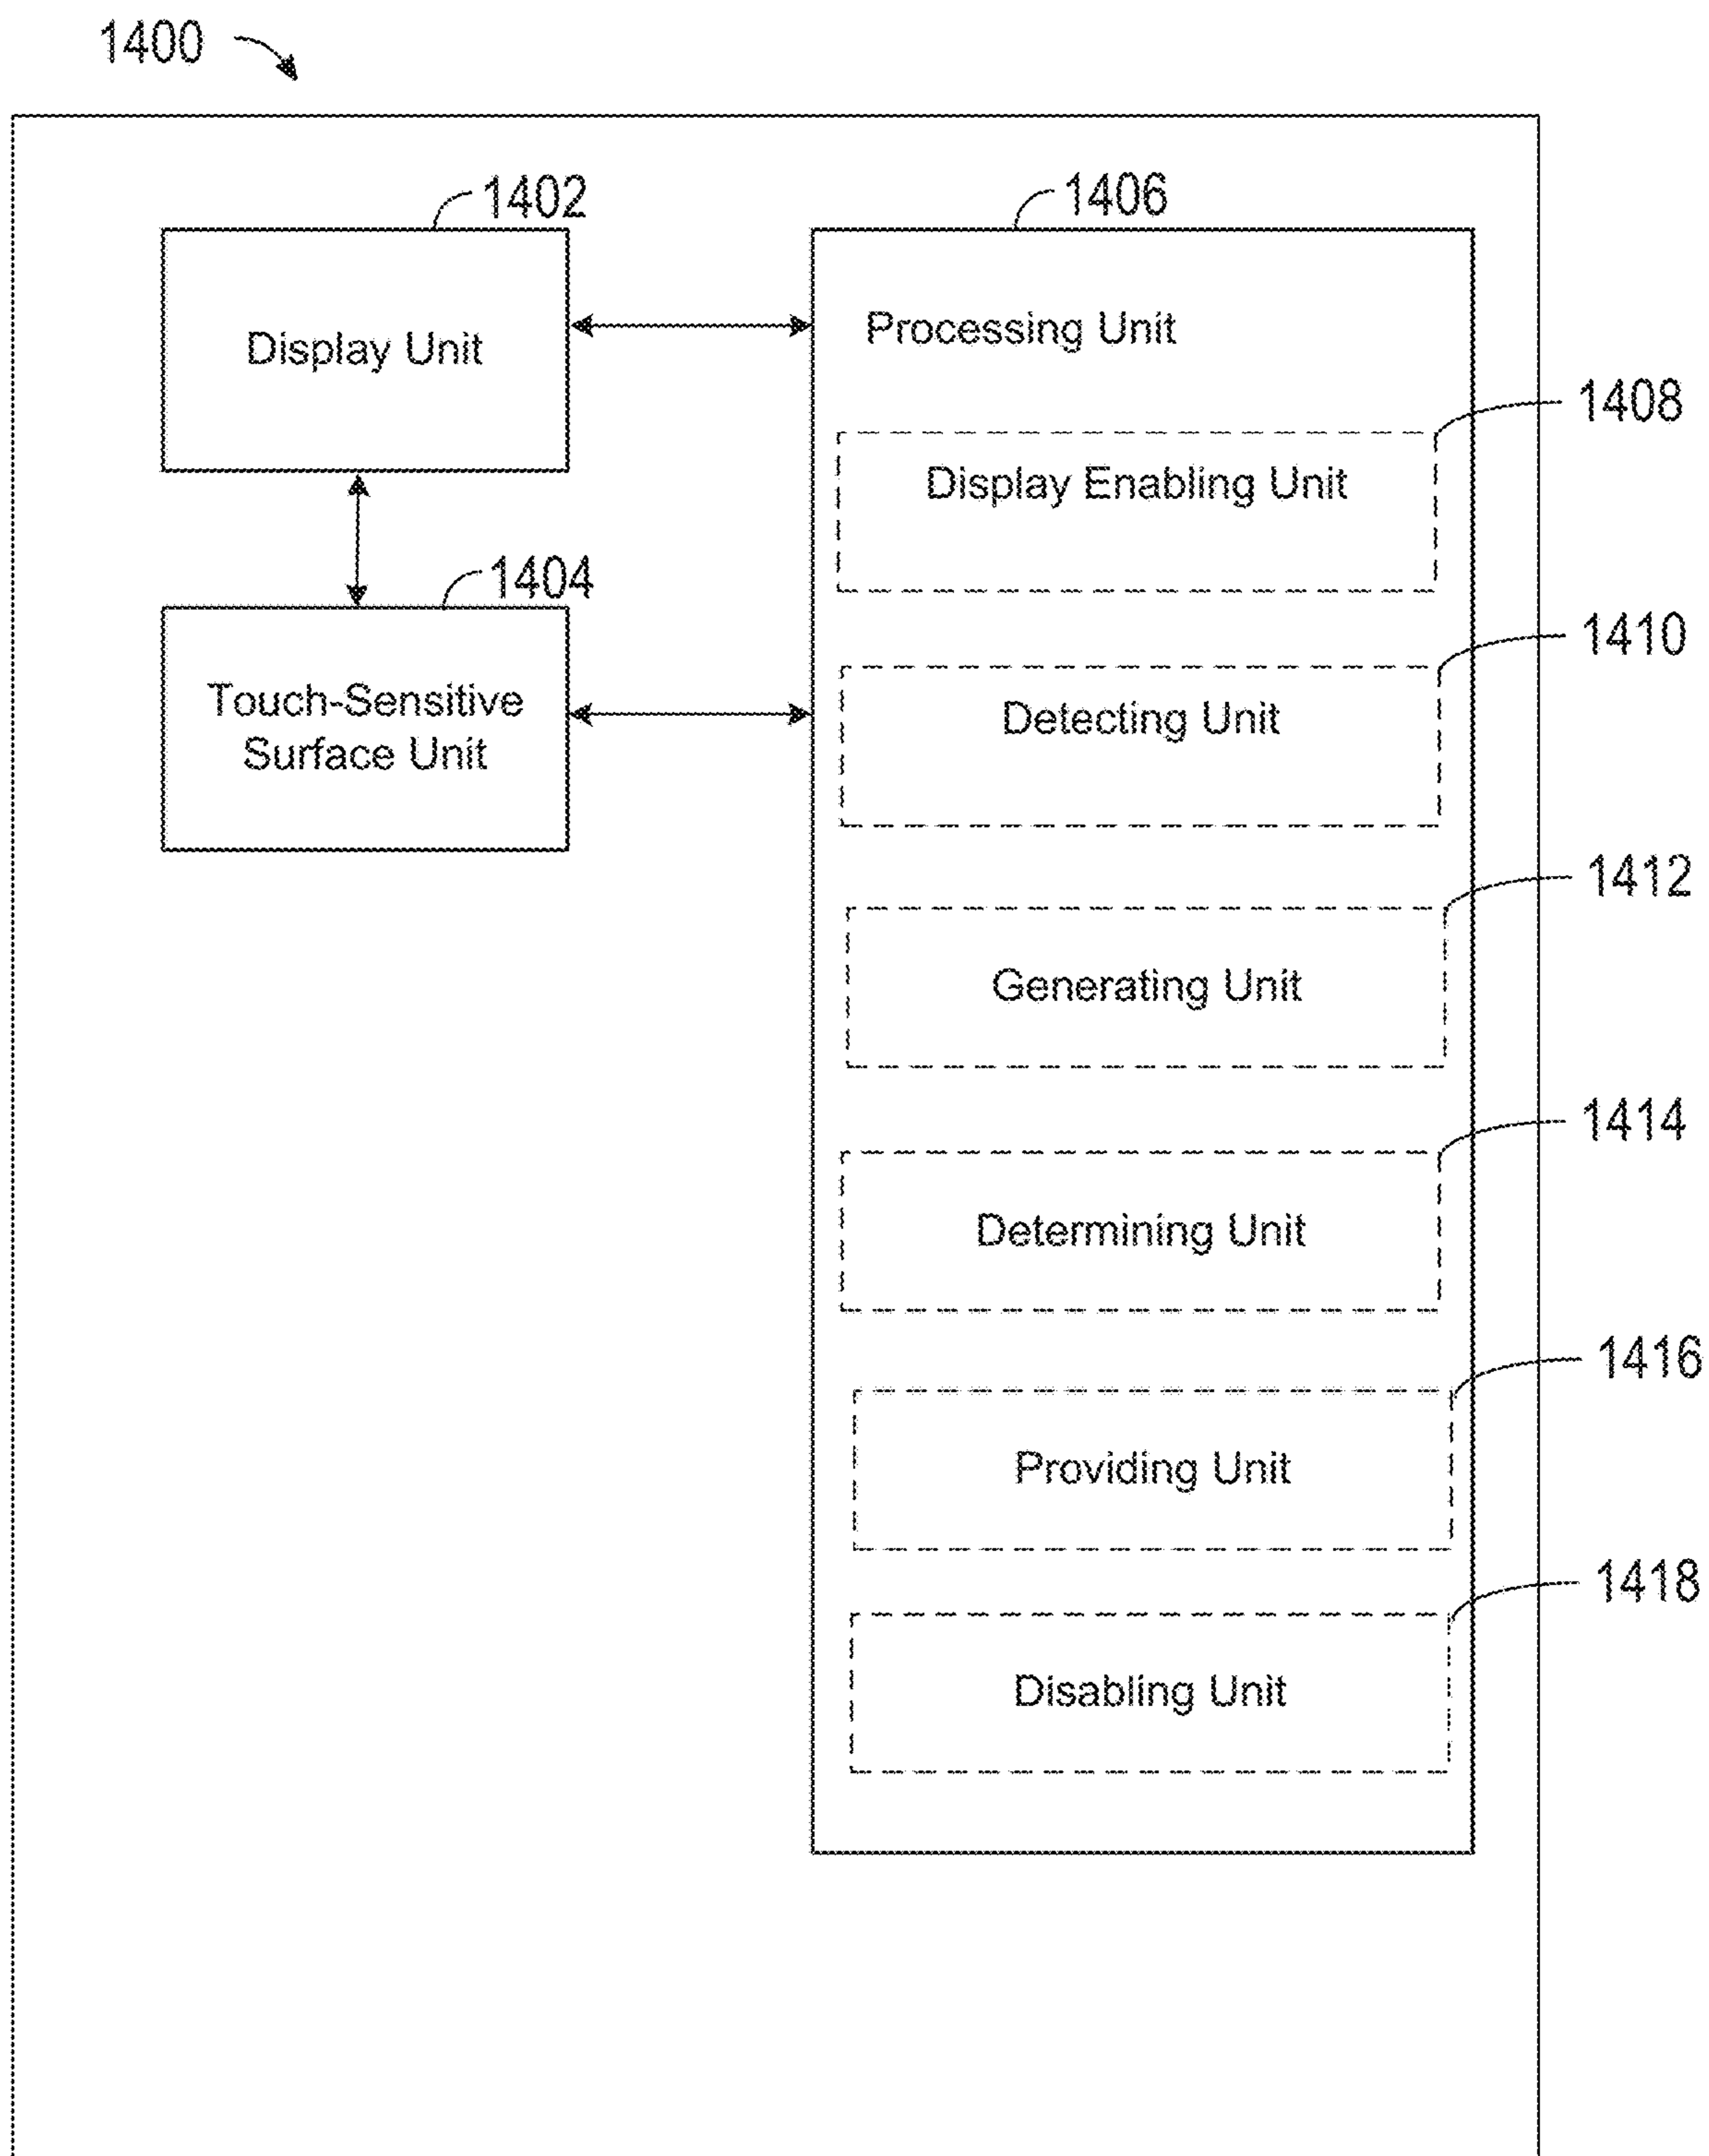 1400
1402
1406
Display Unit
Processing Unit
1408
Display Enabling Unit
1404
1410
Touch-Sensitive
Surface Unit
Detecting Unit
1412
Generating Unit
1414
Determining Unit
1416
Providing Unit
1418
Disabling Unit